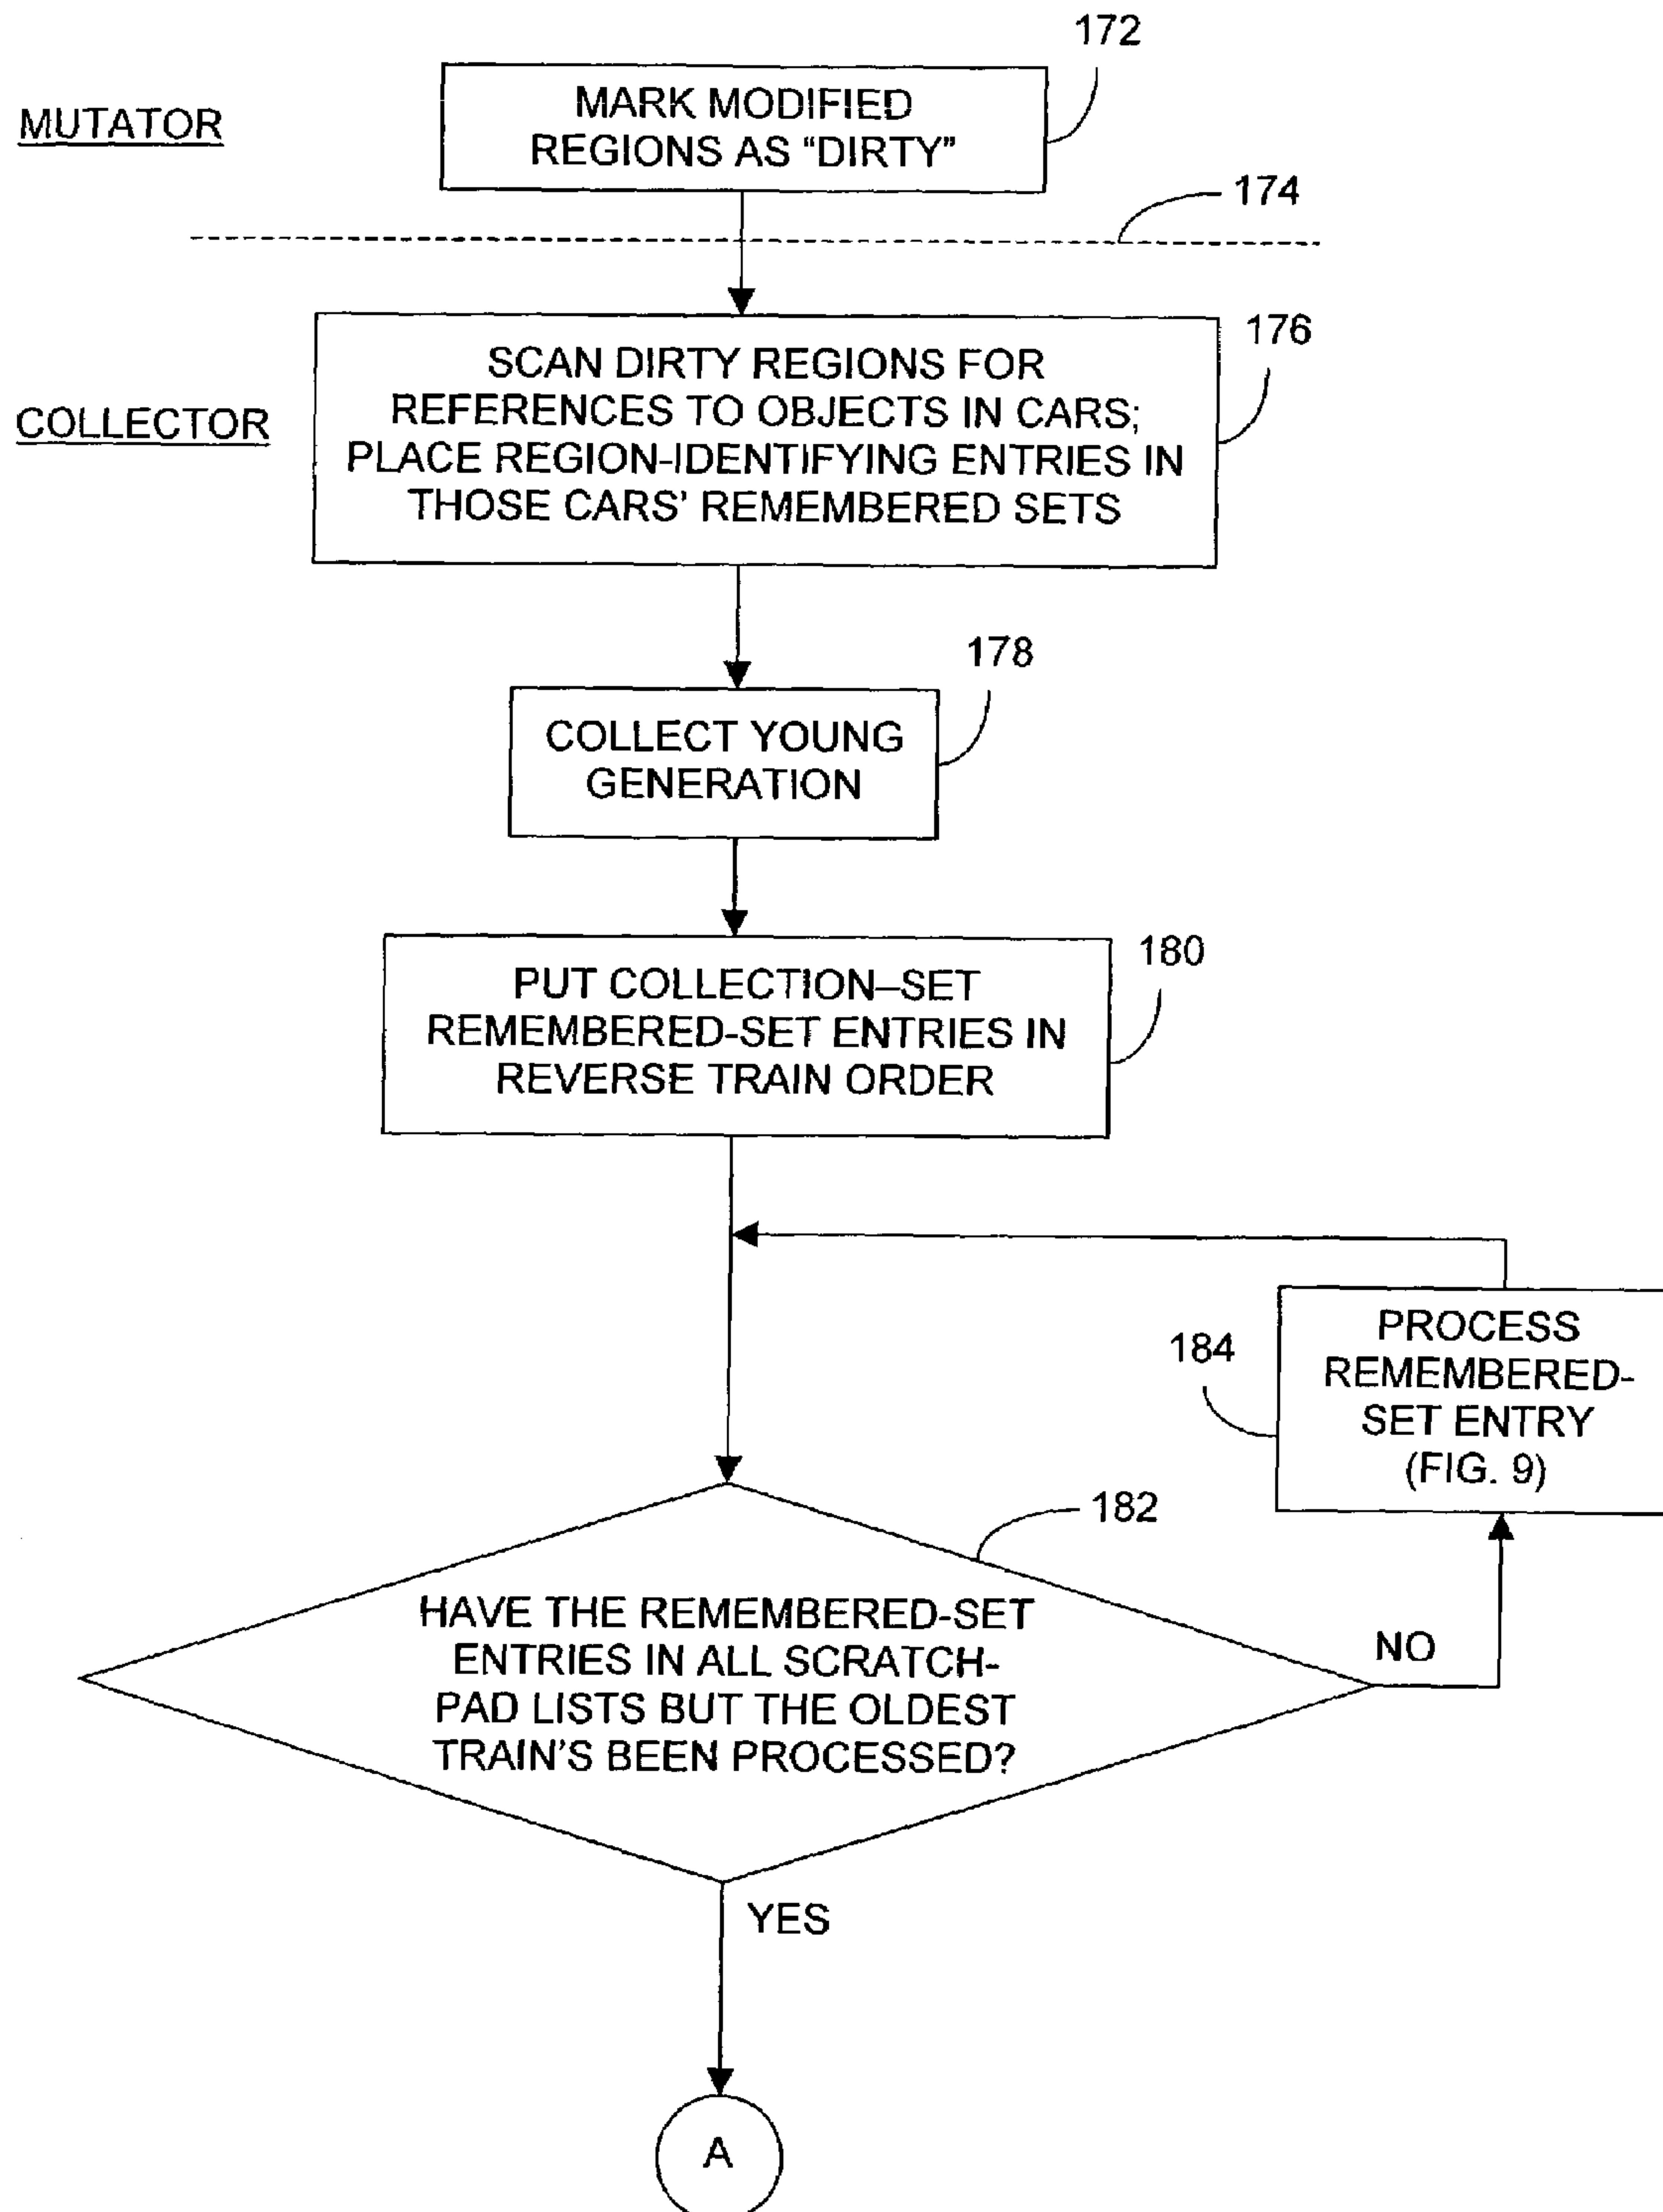 172
MUTATOR
MARK MODIFIED
REGIONS AS “DIRTY”
174
176
COLLECTOR
SCAN DIRTY REGIONS FOR
REFERENCES TO OBJECTS IN CARS;
PLACE REGION-IDENTIFYING ENTRIES IN
THOSE CARS’ REMEMBERED SETS
178
COLLECT YOUNG
GENERATION
180
PUT COLLECTION–SET
REMEMBERED-SET ENTRIES IN
REVERSE TRAIN ORDER
184
PROCESS
REMEMBERED-
SET ENTRY
(FIG. 9)
182
HAVE THE REMEMBERED-SET
ENTRIES IN ALL SCRATCH-
PAD LISTS BUT THE OLDEST
TRAIN’S BEEN PROCESSED?
NO
YES
A